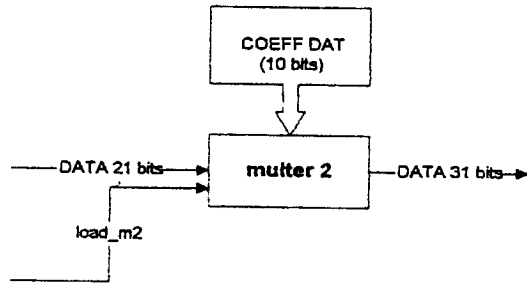 COEFF DAT
(10 bits)
DATA 21 bits
multer 2
DATA 31 bits
load_m2